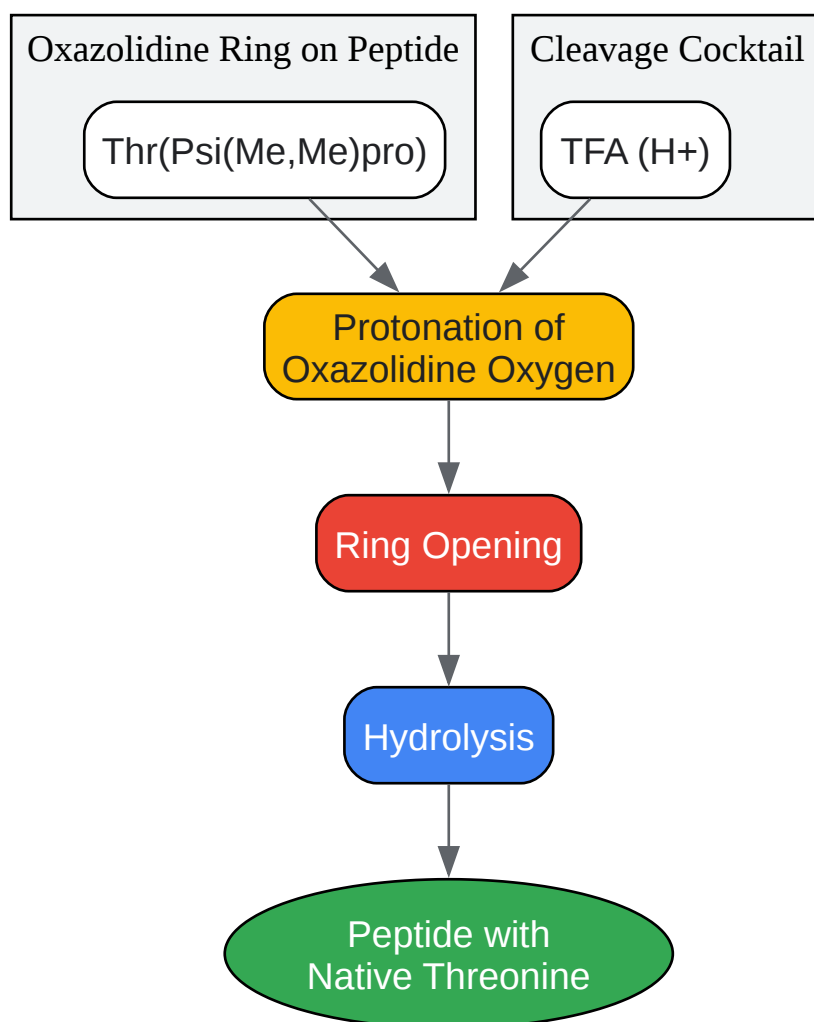 Oxazolidine Ring on Peptide
Cleavage Cocktail
Thr(Psi(Me,Me)pro)
TFA (H+)
Protonation of
Oxazolidine Oxygen
Ring Opening
Hydrolysis
Peptide with
Native Threonine